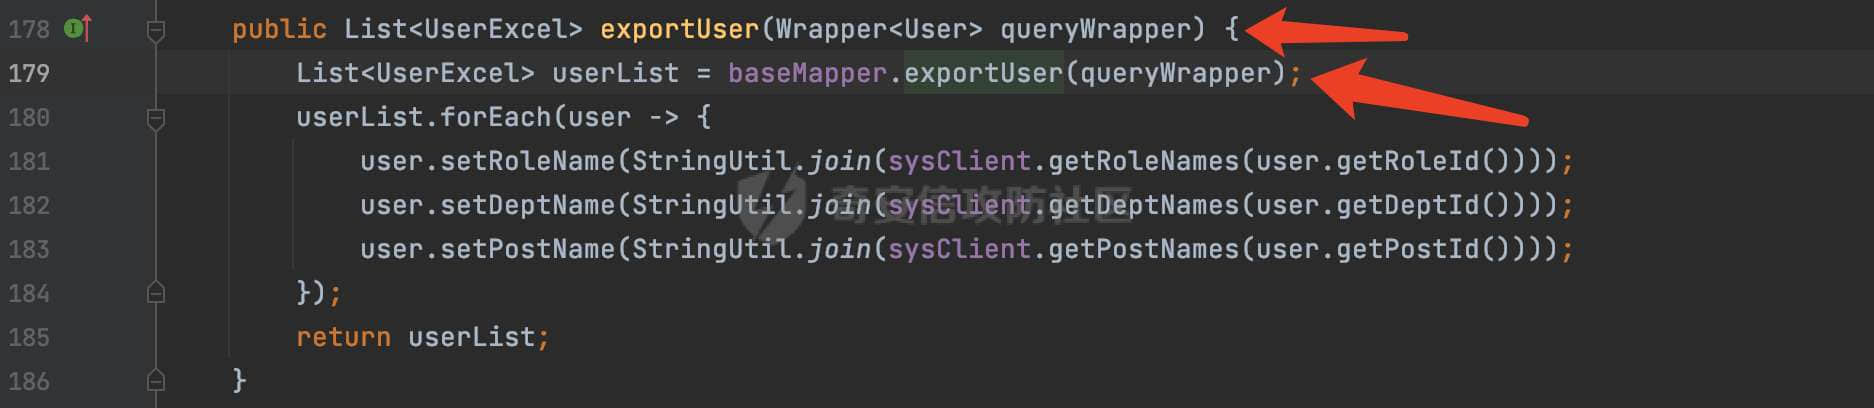 178 public List<UserExcel> exportUser(Wrapper<User> queryWrapper) {
179 List<UserExcel> userList = baseMapper.exportUser(queryWrapper);
180 userList.forEach(user -> {
181 user.setRoleName(StringUtil.join(sysClient.getRoleNames(user.getRoleId())));
182 user.setDeptName(StringUtil.join(sysClient.getDeptNames(user.getDeptId())));
183 user.setPostName(StringUtil.join(sysClient.getPostNames(user.getPostId())));
184 });
185 return userList;
186 }
奇安信攻防社区